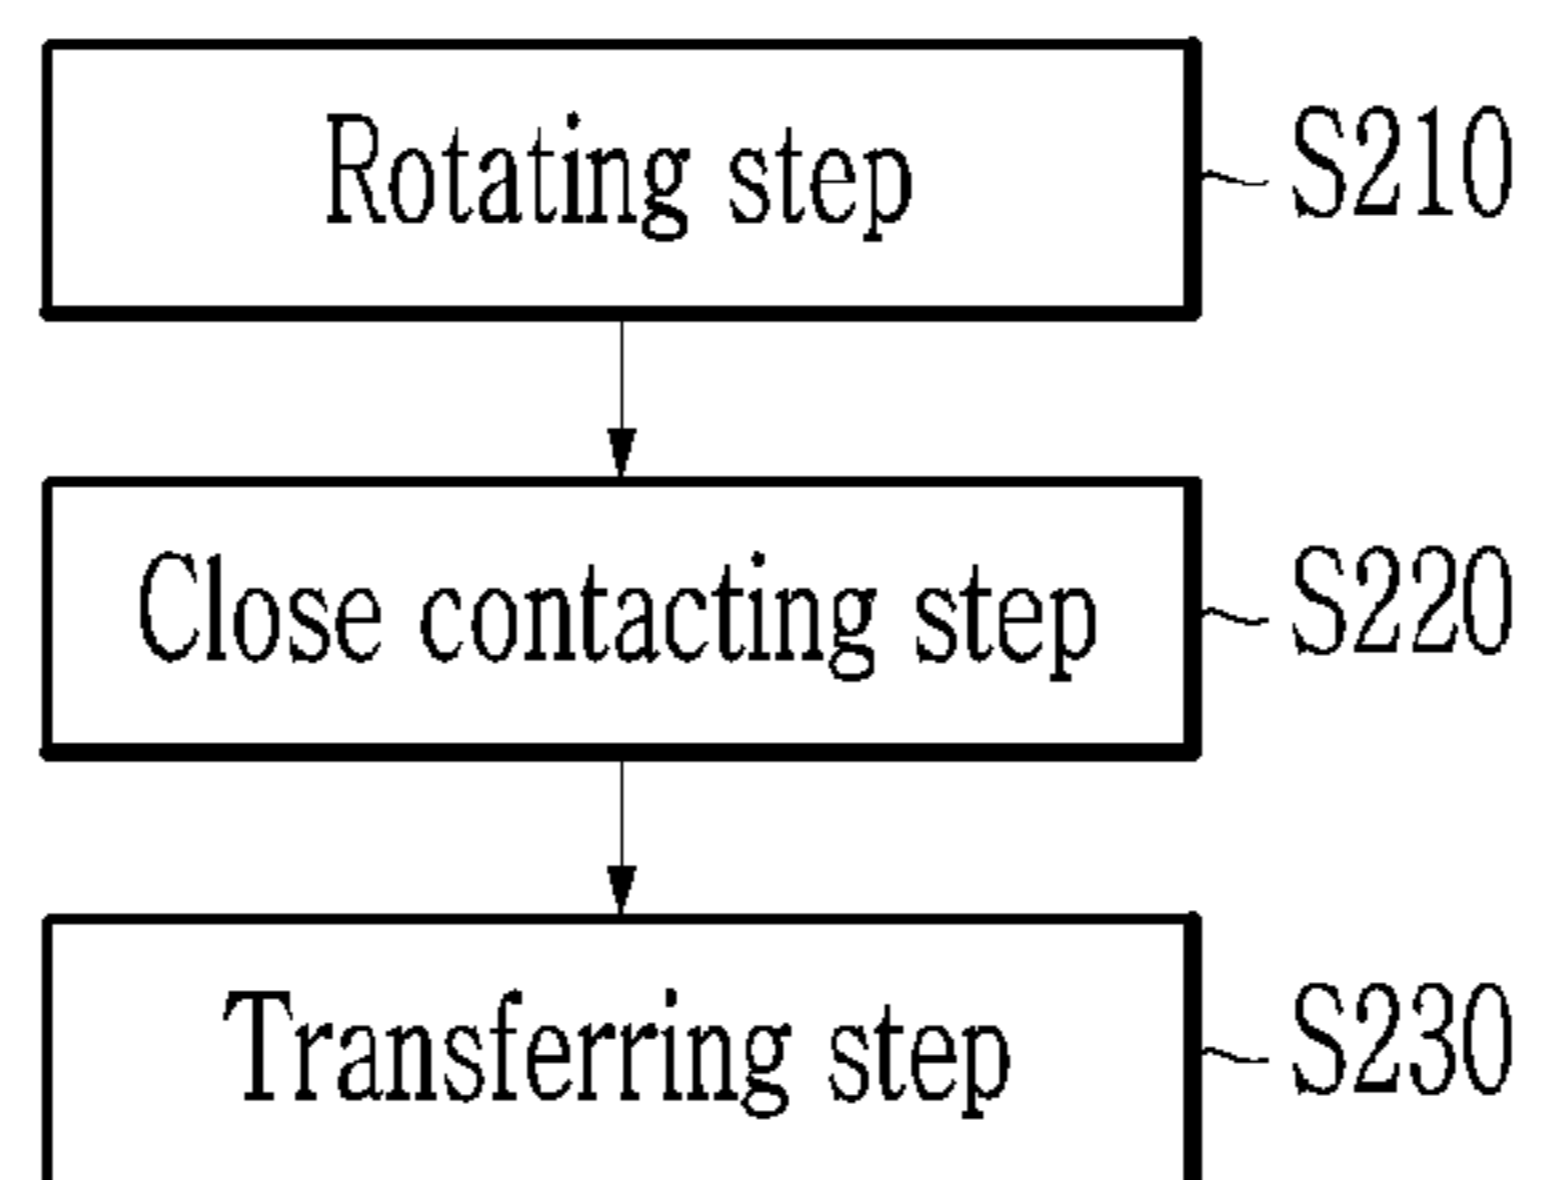 Rotating step
S210
Close contacting step
S220
Transferring step
S230